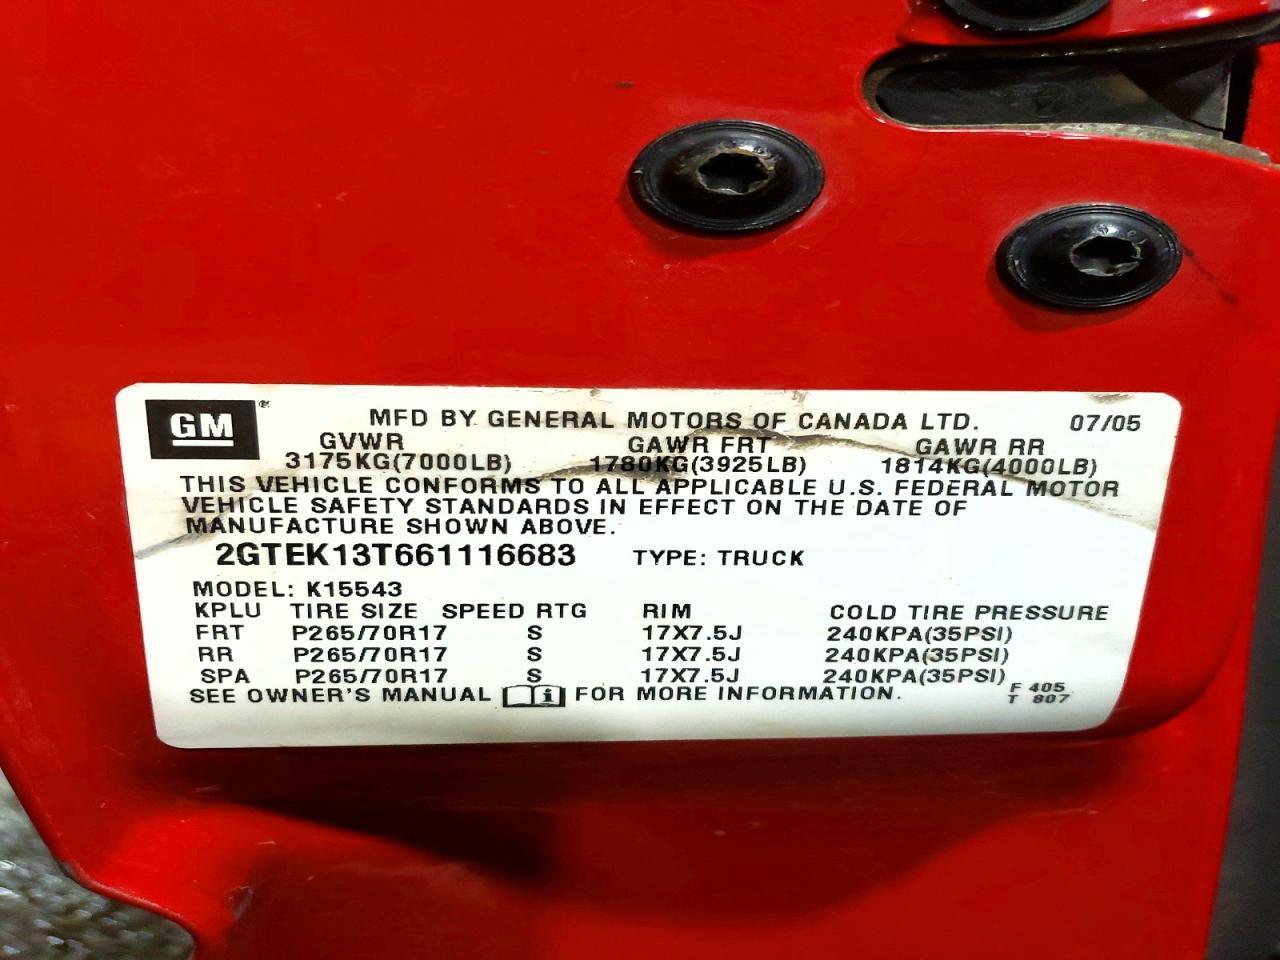 GM® MFD BY GENERAL MOTORS OF CANADA LTD. 07/05
GVWR GAWR FRT GAWR RR
3175KG(7000LB) 1780KG(3925LB) 1814KG(4000LB)
THIS VEHICLE CONFORMS TO ALL APPLICABLE U.S. FEDERAL MOTOR
VEHICLE SAFETY STANDARDS IN EFFECT ON THE DATE OF
MANUFACTURE SHOWN ABOVE.
2GTEK13T661116683 TYPE: TRUCK
MODEL: K15543
KPLU TIRE SIZE SPEED RTG RIM COLD TIRE PRESSURE
FRT P265/70R17 S 17X7.5J 240KPA(35PSI)
RR P265/70R17 S 17X7.5J 240KPA(35PSI)
SPA P265/70R17 S 17X7.5J 240KPA(35PSI)
SEE OWNER'S MANUAL i FOR MORE INFORMATION. F 405
T 807